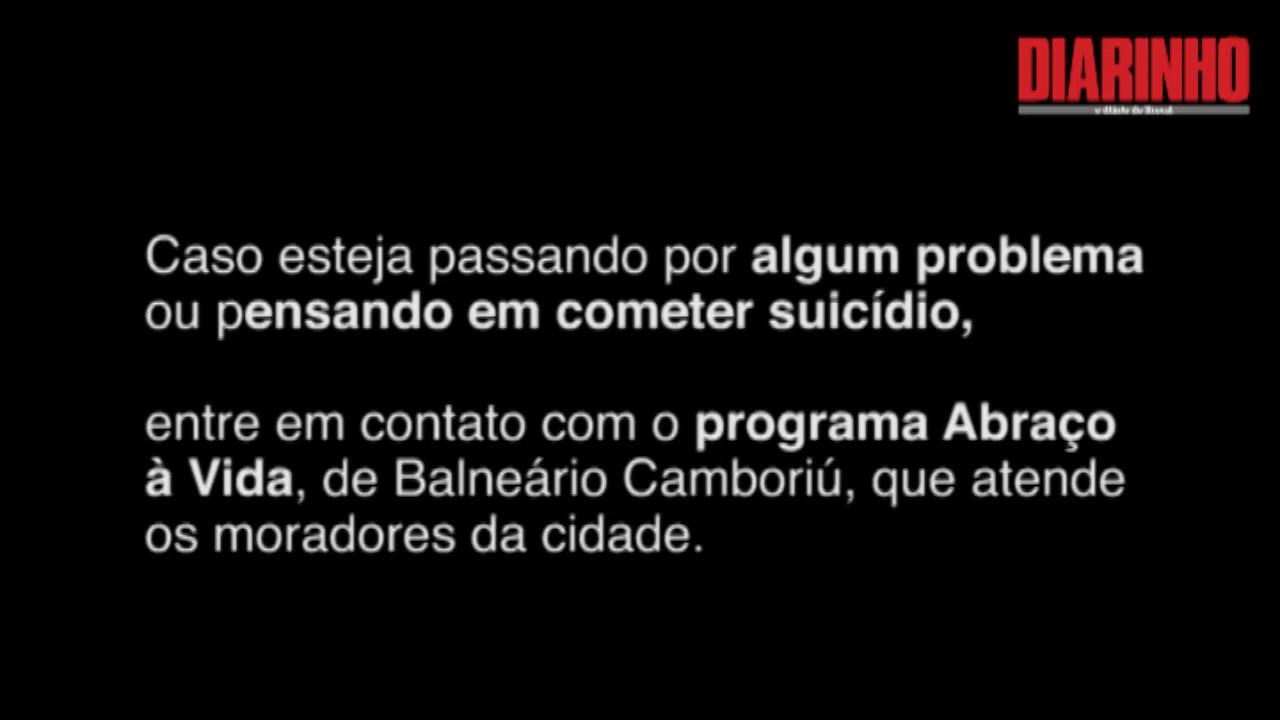 DIARINHO
Caso esteja passando por algum problema
ou pensando em cometer suicídio,
entre em contato com o programa Abraço
à Vida, de Balneário Camboriú, que atende
os moradores da cidade.